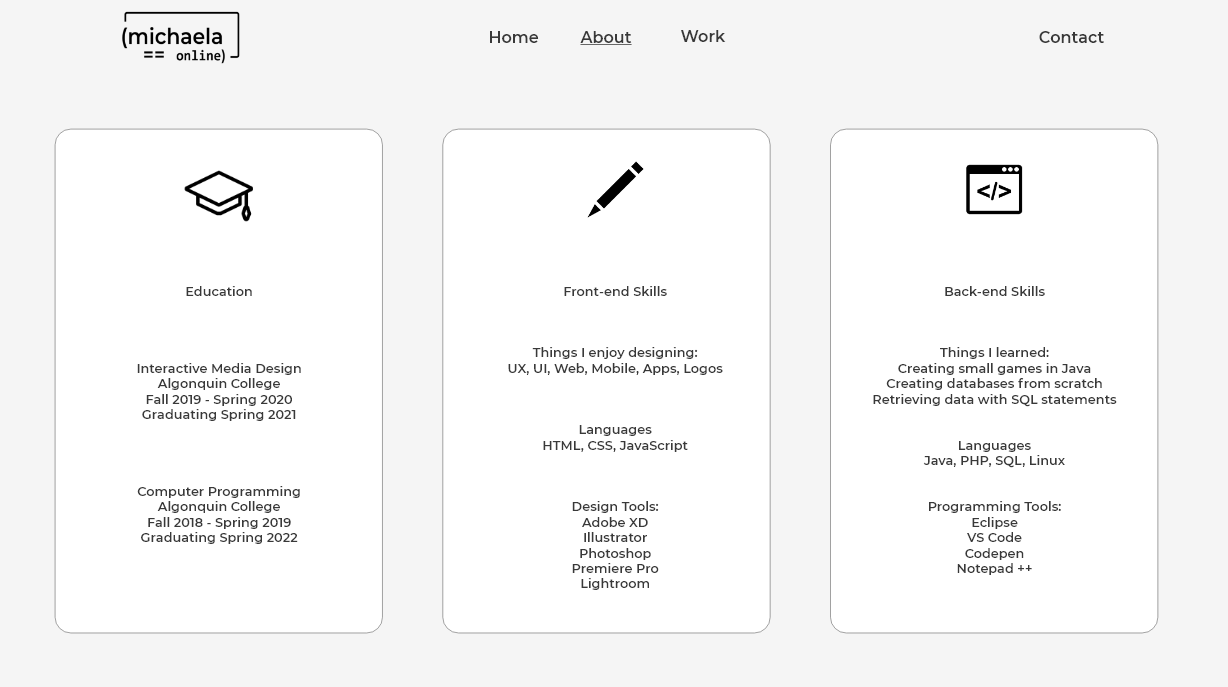 (michaela
== online)
Home
About
Work
Contact
</>
Education
Interactive Media Design
Algonquin College
Fall 2019 - Spring 2020
Graduating Spring 2021
Computer Programming
Algonquin College
Fall 2018 - Spring 2019
Graduating Spring 2022
Front-end Skills
Things I enjoy designing:
UX, UI, Web, Mobile, Apps, Logos
Languages
HTML, CSS, JavaScript
Design Tools:
Adobe XD
Illustrator
Photoshop
Premiere Pro
Lightroom
Back-end Skills
Things I learned:
Creating small games in Java
Creating databases from scratch
Retrieving data with SQL statements
Languages
Java, PHP, SQL, Linux
Programming Tools:
Eclipse
VS Code
Codepen
Notepad ++